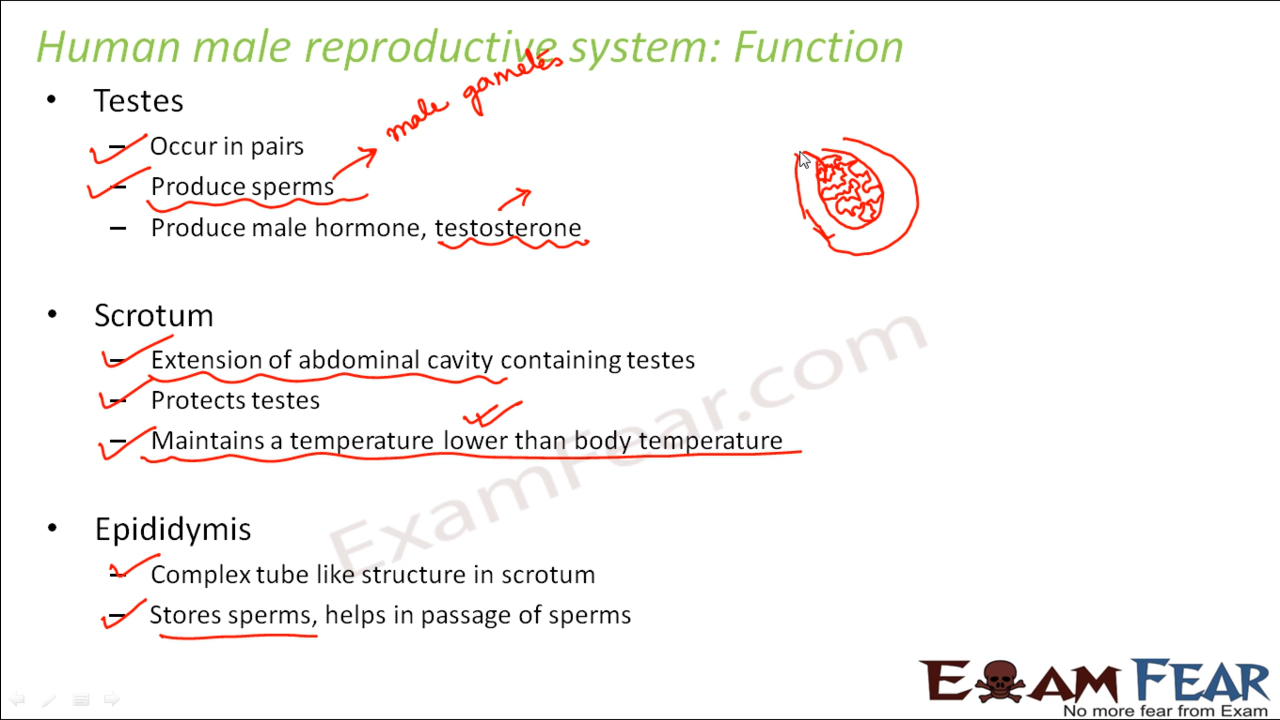 Human male reproductive system: Function
• Testes
– Occur in pairs
male gametes
– Produce sperms
– Produce male hormone, testosterone
• Scrotum
– Extension of abdominal cavity containing testes
– Protects testes
– Maintains a temperature lower than body temperature
• Epididymis
– Complex tube like structure in scrotum
– Stores sperms, helps in passage of sperms
ExamFear.com
EXAM FEAR
No more fear from Exam